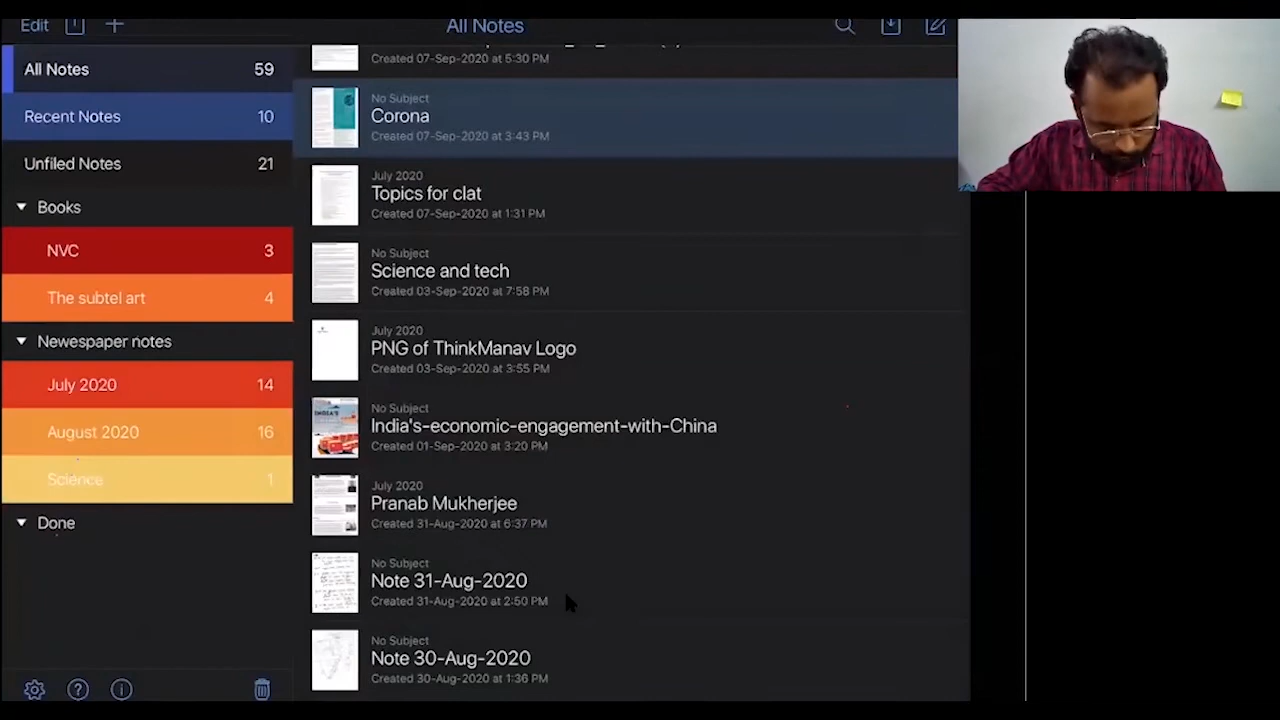 Edit
All Notes
All Notes 59
Recent Notes 10
Unfiled Notes 21
Books
NVC 3
The subtel art 4
Newespaper notes
July 2020 14
August 2020 16
Science 1
Done
Created 07-Sep-2020 at 5:30 PM
No Subject
Corona
Created 07-Sep-2020 at 3:43 PM
July 2020
Topics for clat
Created 07-Sep-2020 at 1:31 PM
No Subject
Science and tech
Created 03-Sep-2020 at 7:58 PM
July 2020
PNG of ThinkManav Logo
Created 03-Sep-2020 at 3:55 PM
No Subject
India's-economic-engagement-with-China
Created 01-Sep-2020 at 3:20 PM
July 2020
Pranab Mukherjee
Created 31-Aug-2020 at 6:37 PM
No Subject
Note 31-Aug-2020
Created 31-Aug-2020 at 5:50 PM
No Subject
Note 30-Aug-2020
Created 30-Aug-2020 at 1:36 PM